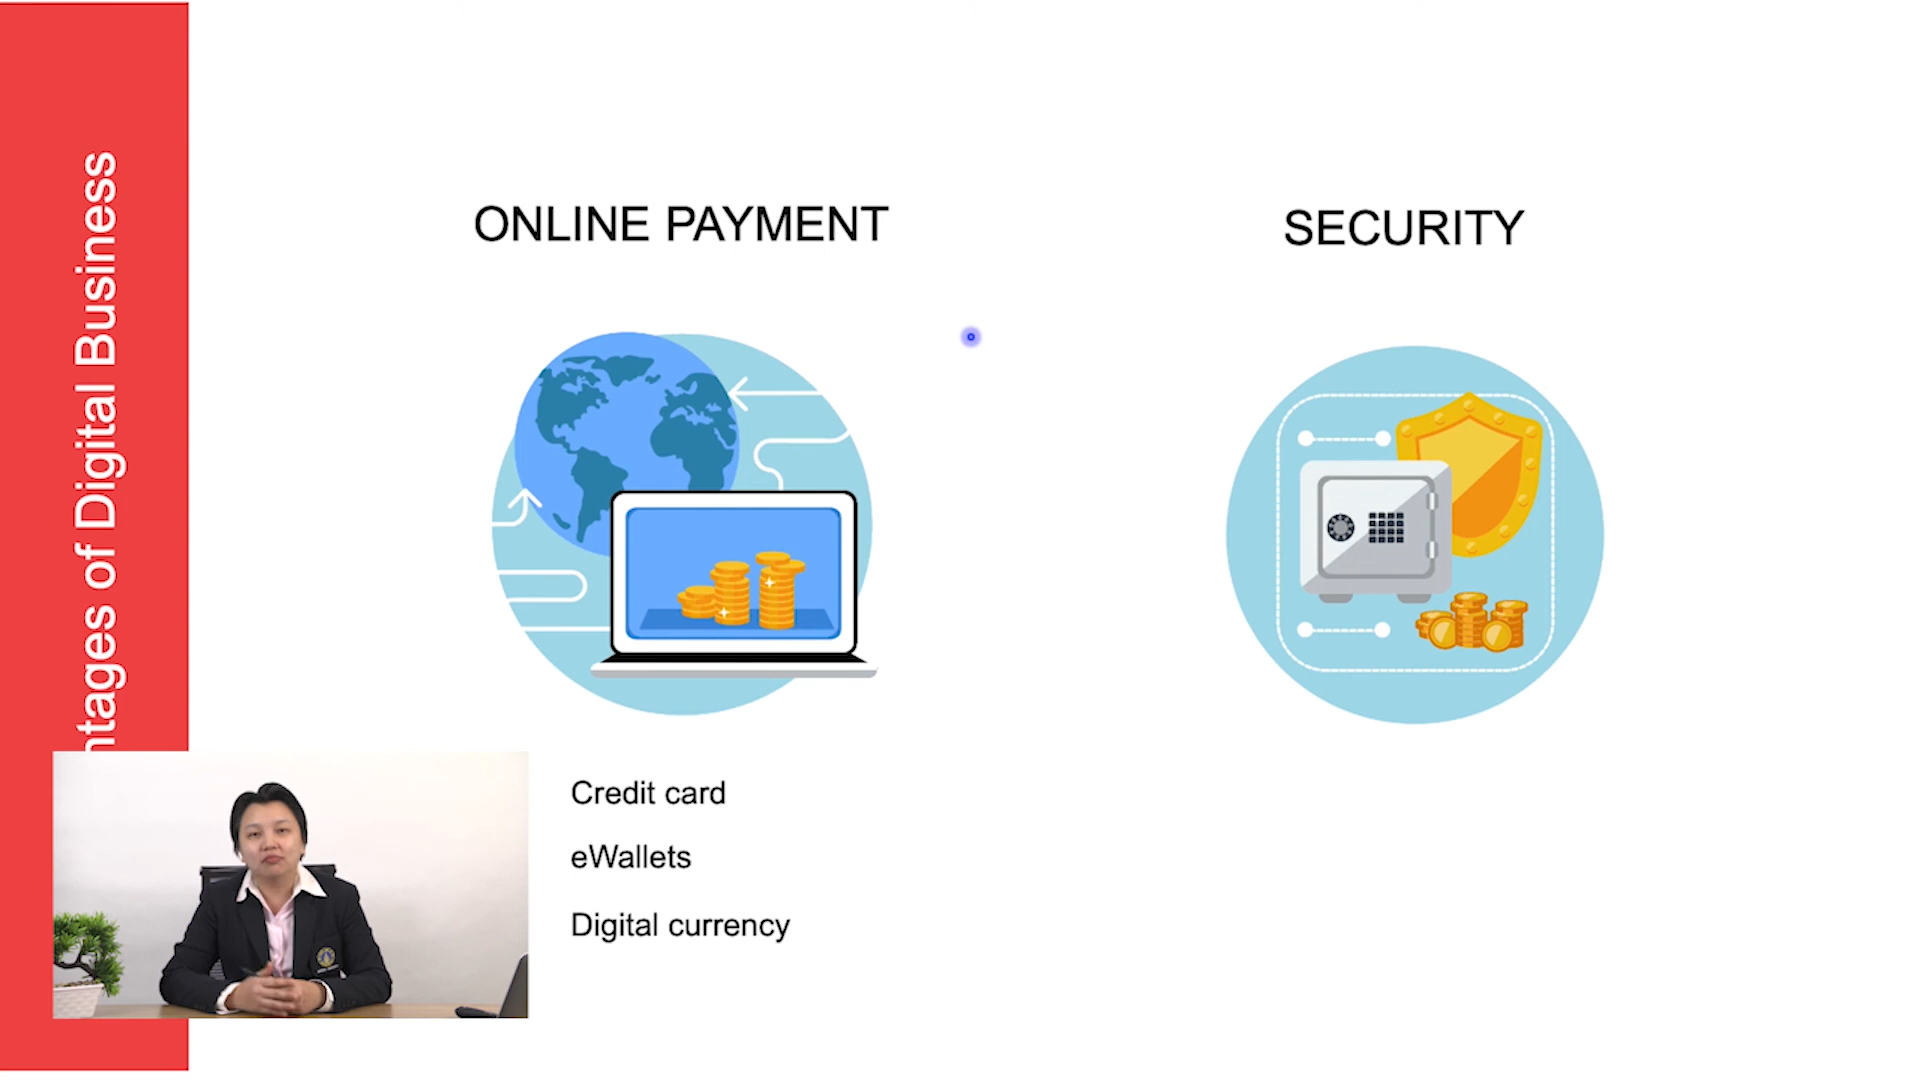 ntages of Digital Business
ONLINE PAYMENT
SECURITY
Credit card
eWallets
Digital currency